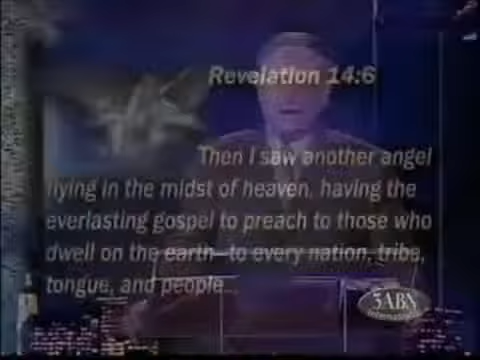 Revelation 14:6
Then I saw another angel
flying in the midst of heaven, having the
everlasting gospel to preach to those who
dwell on the earth--to every nation, tribe,
tongue, and people...
3ABN
International